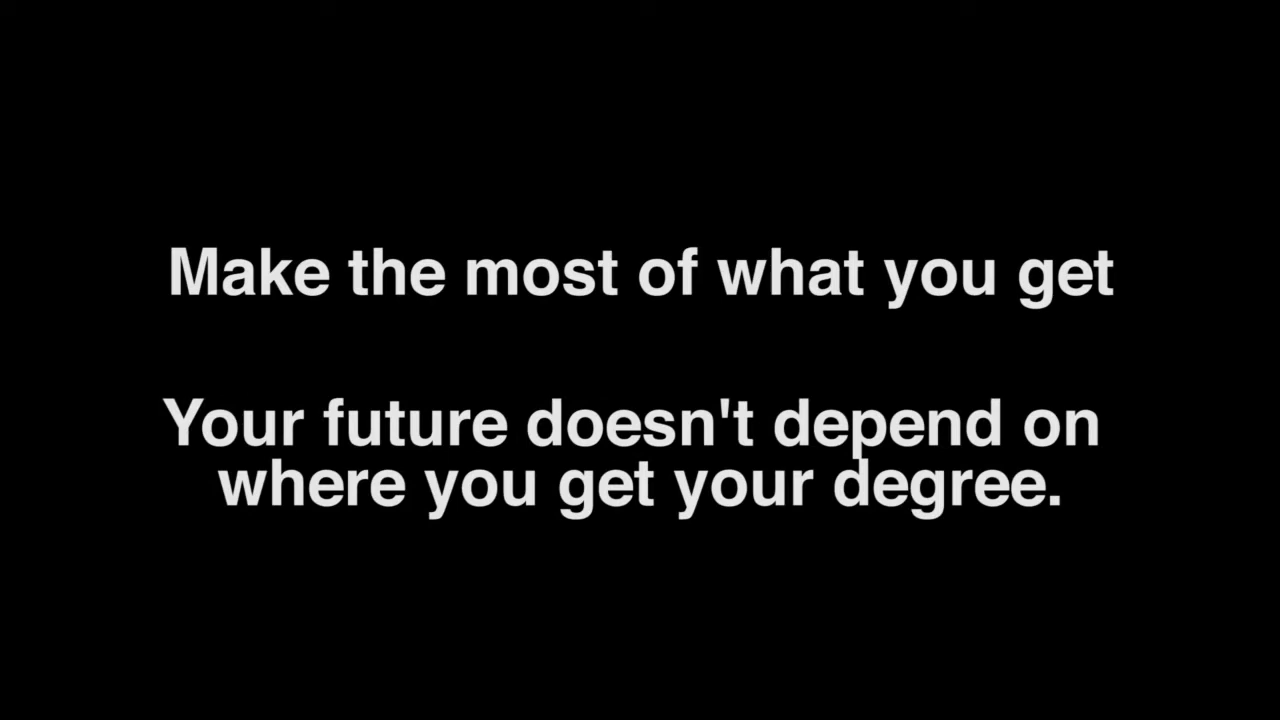 Make the most of what you get
Your future doesn't depend on
where you get your degree.